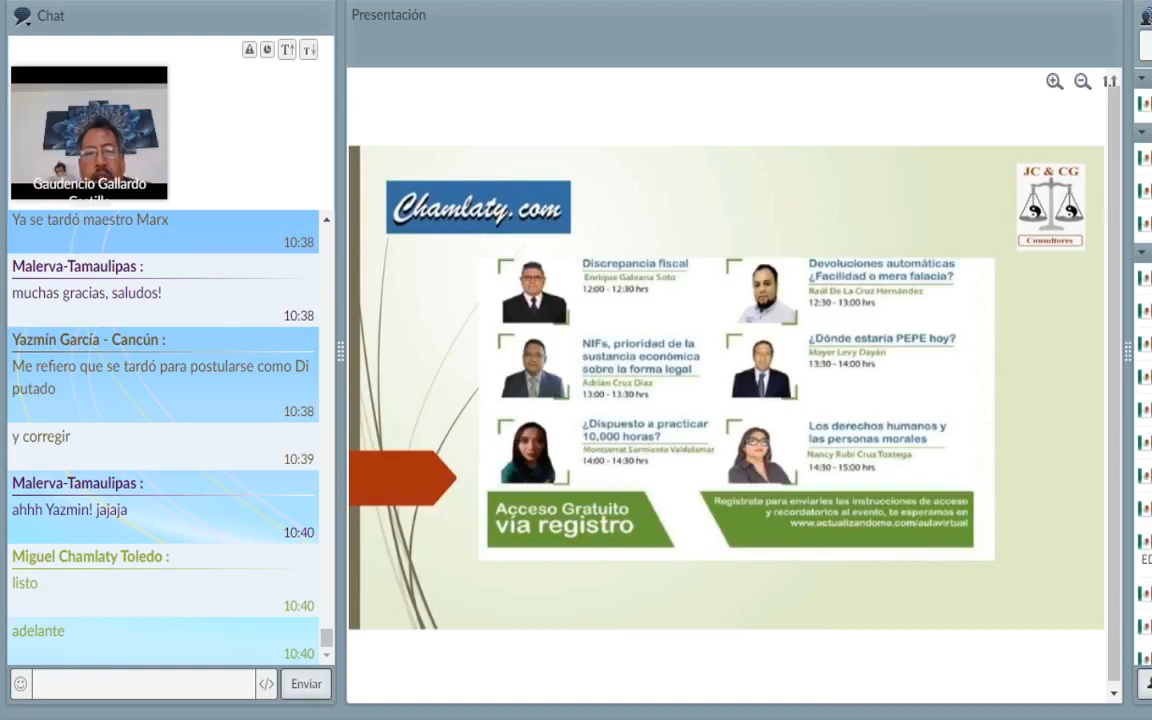 Chat
Gaudencio Gallardo
Ya se tardó maestro Marx
10:38
Malerva-Tamaulipas :
muchas gracias, saludos!
10:38
Yazmín García - Cancún :
Me refiero que se tardó para postularse como Di
putado
10:38
y corregir
10:39
Malerva-Tamaulipas :
ahhh Yazmin! jajaja
10:40
Miguel Chamlaty Toledo :
listo
10:40
adelante
10:40
Enviar
Presentación
1:1
Chamlaty.com
JC & CG
Consultores
Discrepancia fiscal
Enrique Galeana Soto
12:00 - 12:30 hrs
Devoluciones automáticas
¿Facilidad o mera falacia?
Raúl De La Cruz Hernández
12:30 - 13:00 hrs
NIFs, prioridad de la
sustancia económica
sobre la forma legal
Adrián Cruz Díaz
13:00 - 13:30 hrs
¿Dónde estaría PEPE hoy?
Mayer Levy Dayán
13:30 - 14:00 hrs
¿Dispuesto a practicar
10,000 horas?
Montserrat Sarmiento Valdelamar
14:00 - 14:30 hrs
Los derechos humanos y
las personas morales
Nancy Rubí Cruz Toxtega
14:30 - 15:00 hrs
Acceso Gratuito
vía registro
Regístrate para enviarles las instrucciones de acceso
y recordatorios al evento, te esperamos en
www.actualizandome.com/aulavirtual